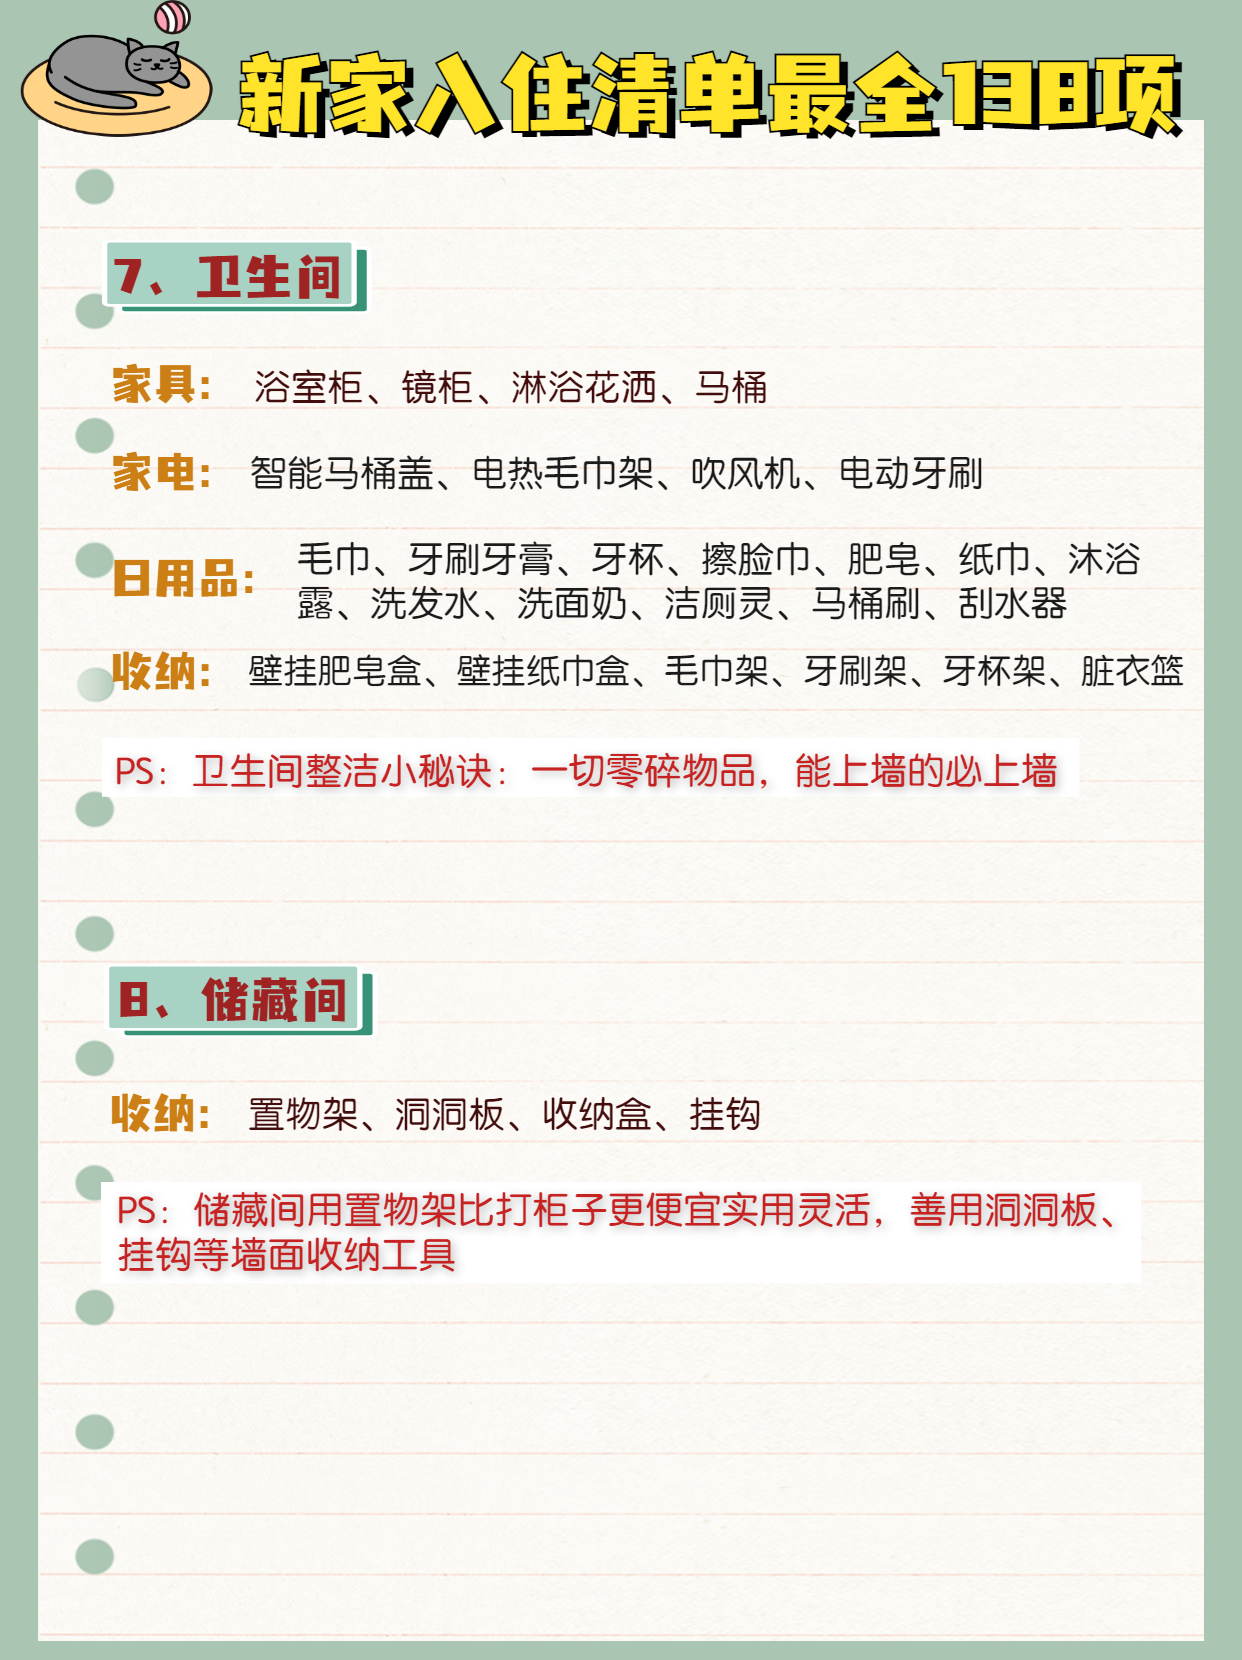 新家入住清单最全138项
7、卫生间
家具: 浴室柜、镜柜、淋浴花洒、马桶
家电: 智能马桶盖、电热毛巾架、吹风机、电动牙刷
日用品: 毛巾、牙刷牙膏、牙杯、擦脸巾、肥皂、纸巾、沐浴
露、洗发水、洗面奶、洁厕灵、马桶刷、刮水器
收纳: 壁挂肥皂盒、壁挂纸巾盒、毛巾架、牙刷架、牙杯架、脏衣篮
PS: 卫生间整洁小秘诀: 一切零碎物品, 能上墙的必上墙
8、储藏间
收纳: 置物架、洞洞板、收纳盒、挂钩
PS: 储藏间用置物架比打柜子更便宜实用灵活, 善用洞洞板、
挂钩等墙面收纳工具